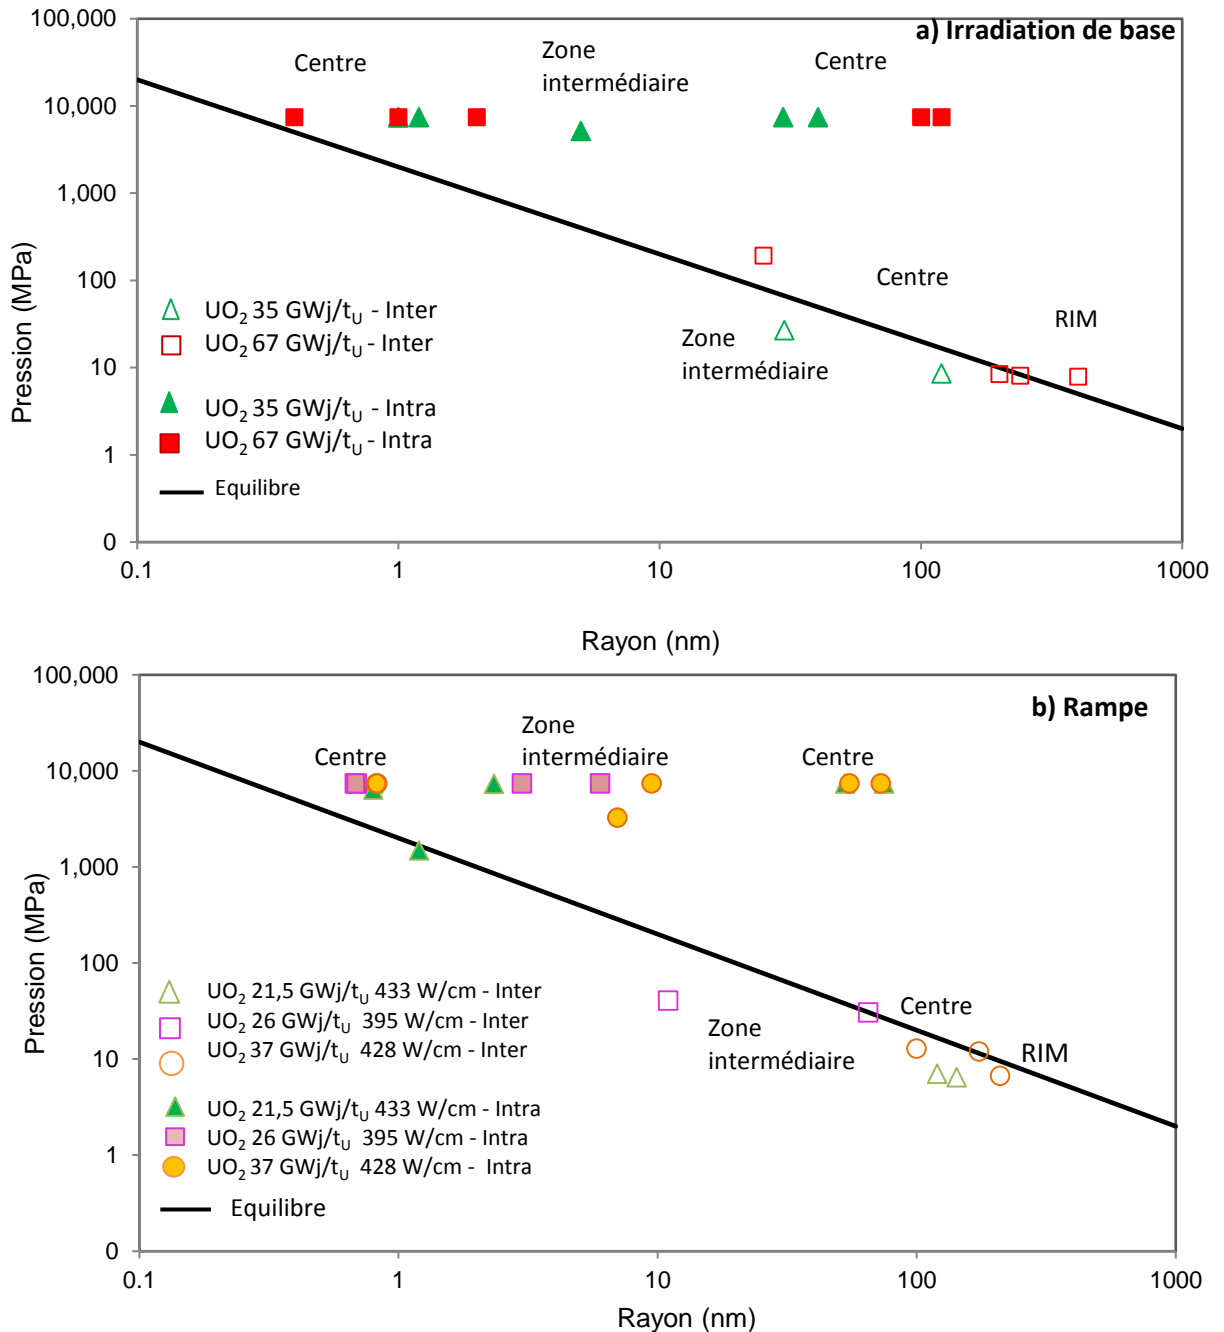 a) Irradiation de base
100,000
10,000
1,000
100
10
1
0
Pression (MPa)
Centre
Zone
intermédiaire
Centre
Centre
RIM
Zone
intermédiaire
UO2 35 GWj/tU - Inter
UO2 67 GWj/tU - Inter
UO2 35 GWj/tU - Intra
UO2 67 GWj/tU - Intra
Equilibre
0.1 1 10 100 1000
Rayon (nm)
b) Rampe
100,000
10,000
1,000
100
10
1
0
Pression (MPa)
Centre
Zone
intermédiaire
Centre
Centre
RIM
Zone
intermédiaire
UO2 21,5 GWj/tU 433 W/cm - Inter
UO2 26 GWj/tU 395 W/cm - Inter
UO2 37 GWj/tU 428 W/cm - Inter
UO2 21,5 GWj/tU 433 W/cm - Intra
UO2 26 GWj/tU 395 W/cm - Intra
UO2 37 GWj/tU 428 W/cm - Intra
Equilibre
0.1 1 10 100 1000
Rayon (nm)